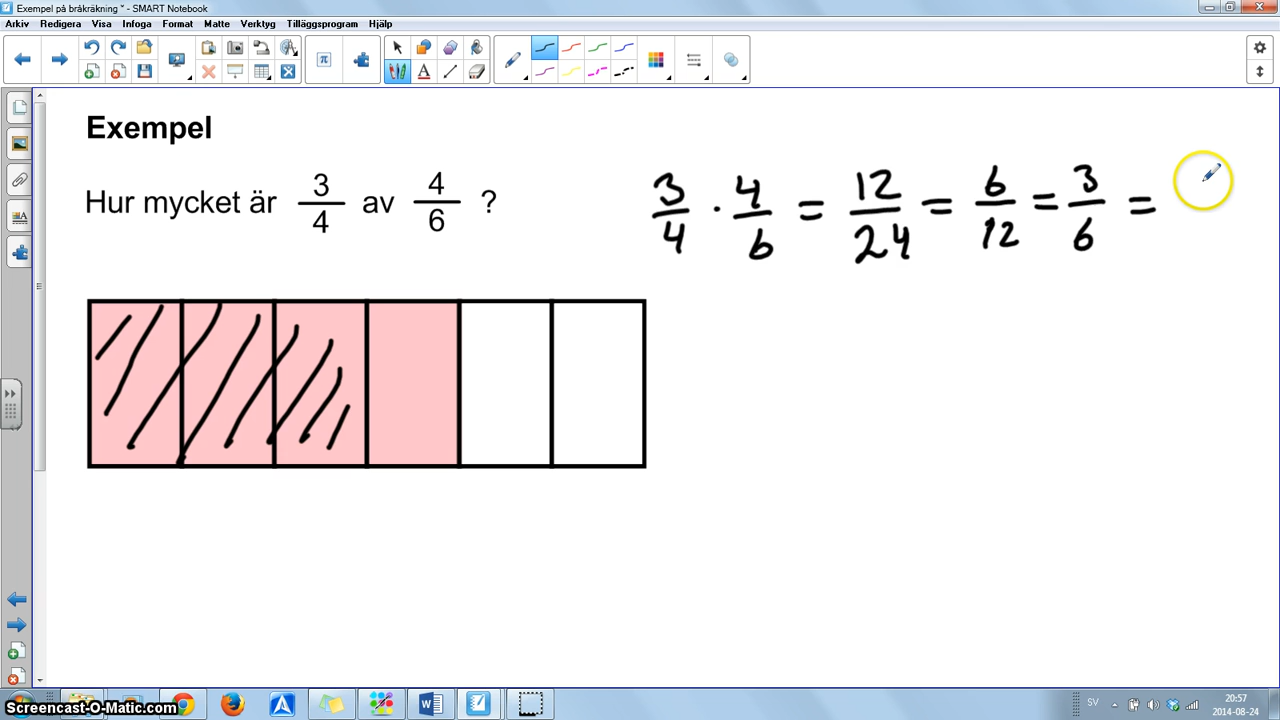 Exempel på bråkräkning * - SMART Notebook
Arkiv Redigera Visa Infoga Format Matte Verktyg Tilläggsprogram Hjälp
Exempel
Hur mycket är 3/4 av 4/6 ?
3/4 · 4/6 = 12/24 = 6/12 = 3/6 =
SV
20:57
2014-08-24
Screencast-O-Matic.com